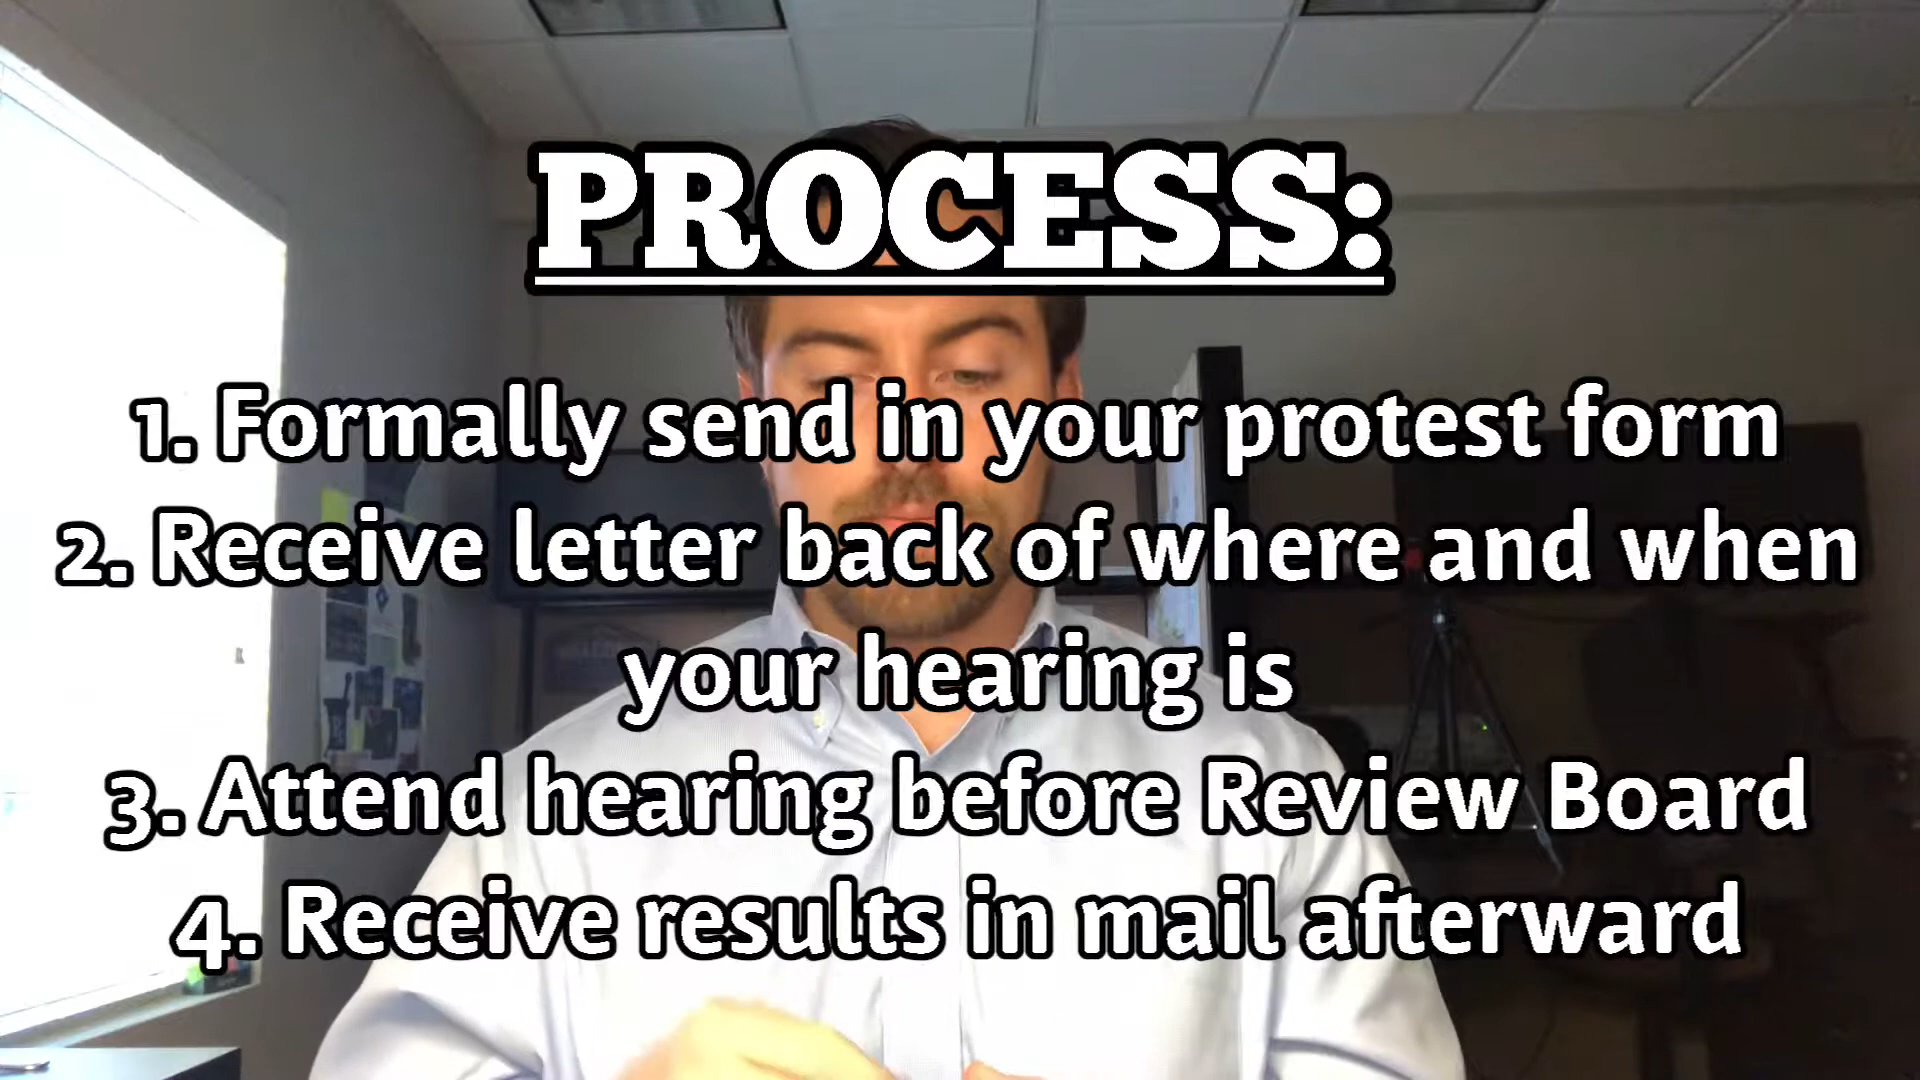 PROCESS:
1. Formally send in your protest form
2. Receive letter back of where and when
your hearing is
3. Attend hearing before Review Board
4. Receive results in mail afterward